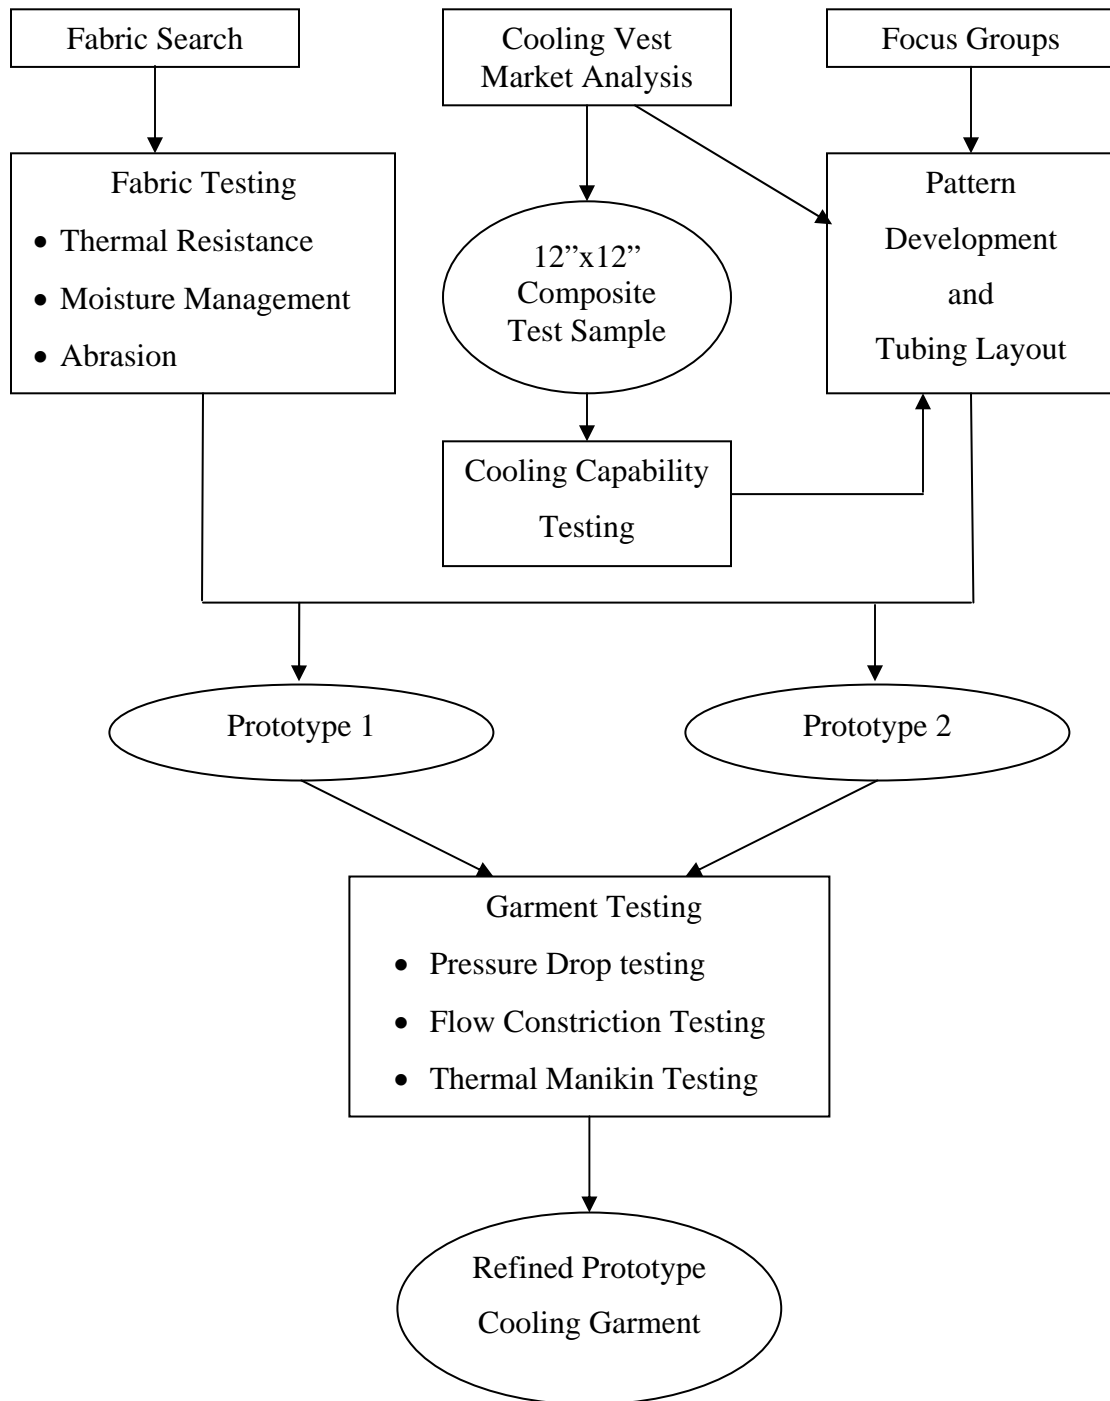 Fabric Search
Cooling Vest
Market Analysis
Focus Groups
Fabric Testing
• Thermal Resistance
• Moisture Management
• Abrasion
12”x12”
Composite
Test Sample
Pattern
Development
and
Tubing Layout
Cooling Capability
Testing
Prototype 1
Prototype 2
Garment Testing
• Pressure Drop testing
• Flow Constriction Testing
• Thermal Manikin Testing
Refined Prototype
Cooling Garment